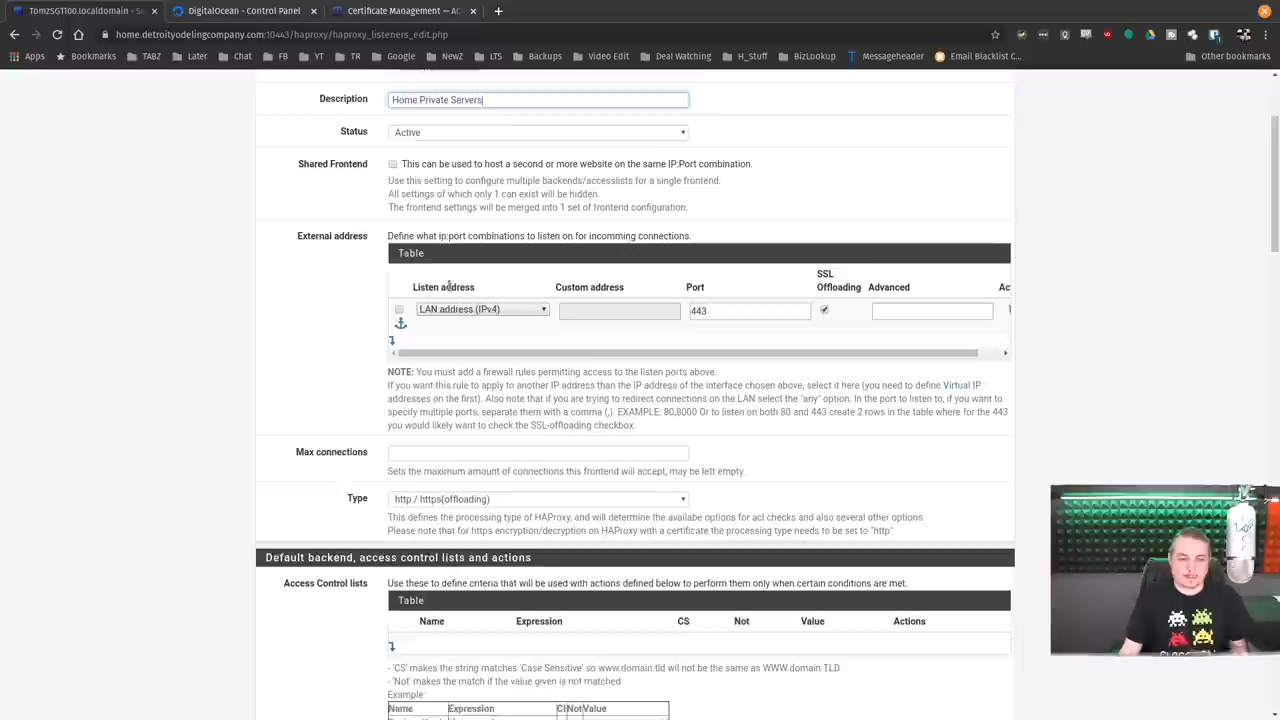 Tom2SG1100.localdomain - S
DigitalOcean - Control Panel
Certificate Management — AC
home.detroityodelingcompany.com:10443/haproxy/haproxy_listeners_edit.php
Apps
Bookmarks
TABZ
Later
Chat
FB
YT
TR
Google
NewZ
LTS
Backups
Video Edit
Deal Watching
H_Stuff
BizLookup
Messageheader
Email Blacklist C...
Other bookmarks
Description
Home Private Servers
Status
Active
Shared Frontend
This can be used to host a second or more website on the same IP:Port combination.
Use this setting to configure multiple backends/accesslists for a single frontend.
All settings of which only 1 can exist will be hidden.
The frontend settings will be merged into 1 set of frontend configuration.
External address
Define what ip:port combinations to listen on for incomming connections.
Table
Listen address
Custom address
Port
SSL
Offloading
Advanced
Ac
LAN address (IPv4)
443
NOTE: You must add a firewall rules permitting access to the listen ports above.
If you want this rule to apply to another IP address than the IP address of the interface chosen above, select it here (you need to define Virtual IP
addresses on the first). Also note that if you are trying to redirect connections on the LAN select the "any" option. In the port to listen to, if you want to
specify multiple ports, separate them with a comma (,). EXAMPLE: 80,8000 Or to listen on both 80 and 443 create 2 rows in the table where for the 443
you would likely want to check the SSL-offloading checkbox.
Max connections
Sets the maximum amount of connections this frontend will accept, may be left empty.
Type
http / https(offloading)
This defines the processing type of HAProxy, and will determine the availabe options for acl checks and also several other options.
Please note that for https encryption/decryption on HAProxy with a certificate the processing type needs to be set to "http"
Default backend, access control lists and actions
Access Control lists
Use these to define criteria that will be used with actions defined below to perform them only when certain conditions are met.
Table
Name
Expression
CS
Not
Value
Actions
- 'CS' makes the string matches 'Case Sensitive' so www.domain.tld wil not be the same as WWW.domain TLD
- 'Not' makes the match if the value given is not matched
Example:
Name
Expression
Not
Value